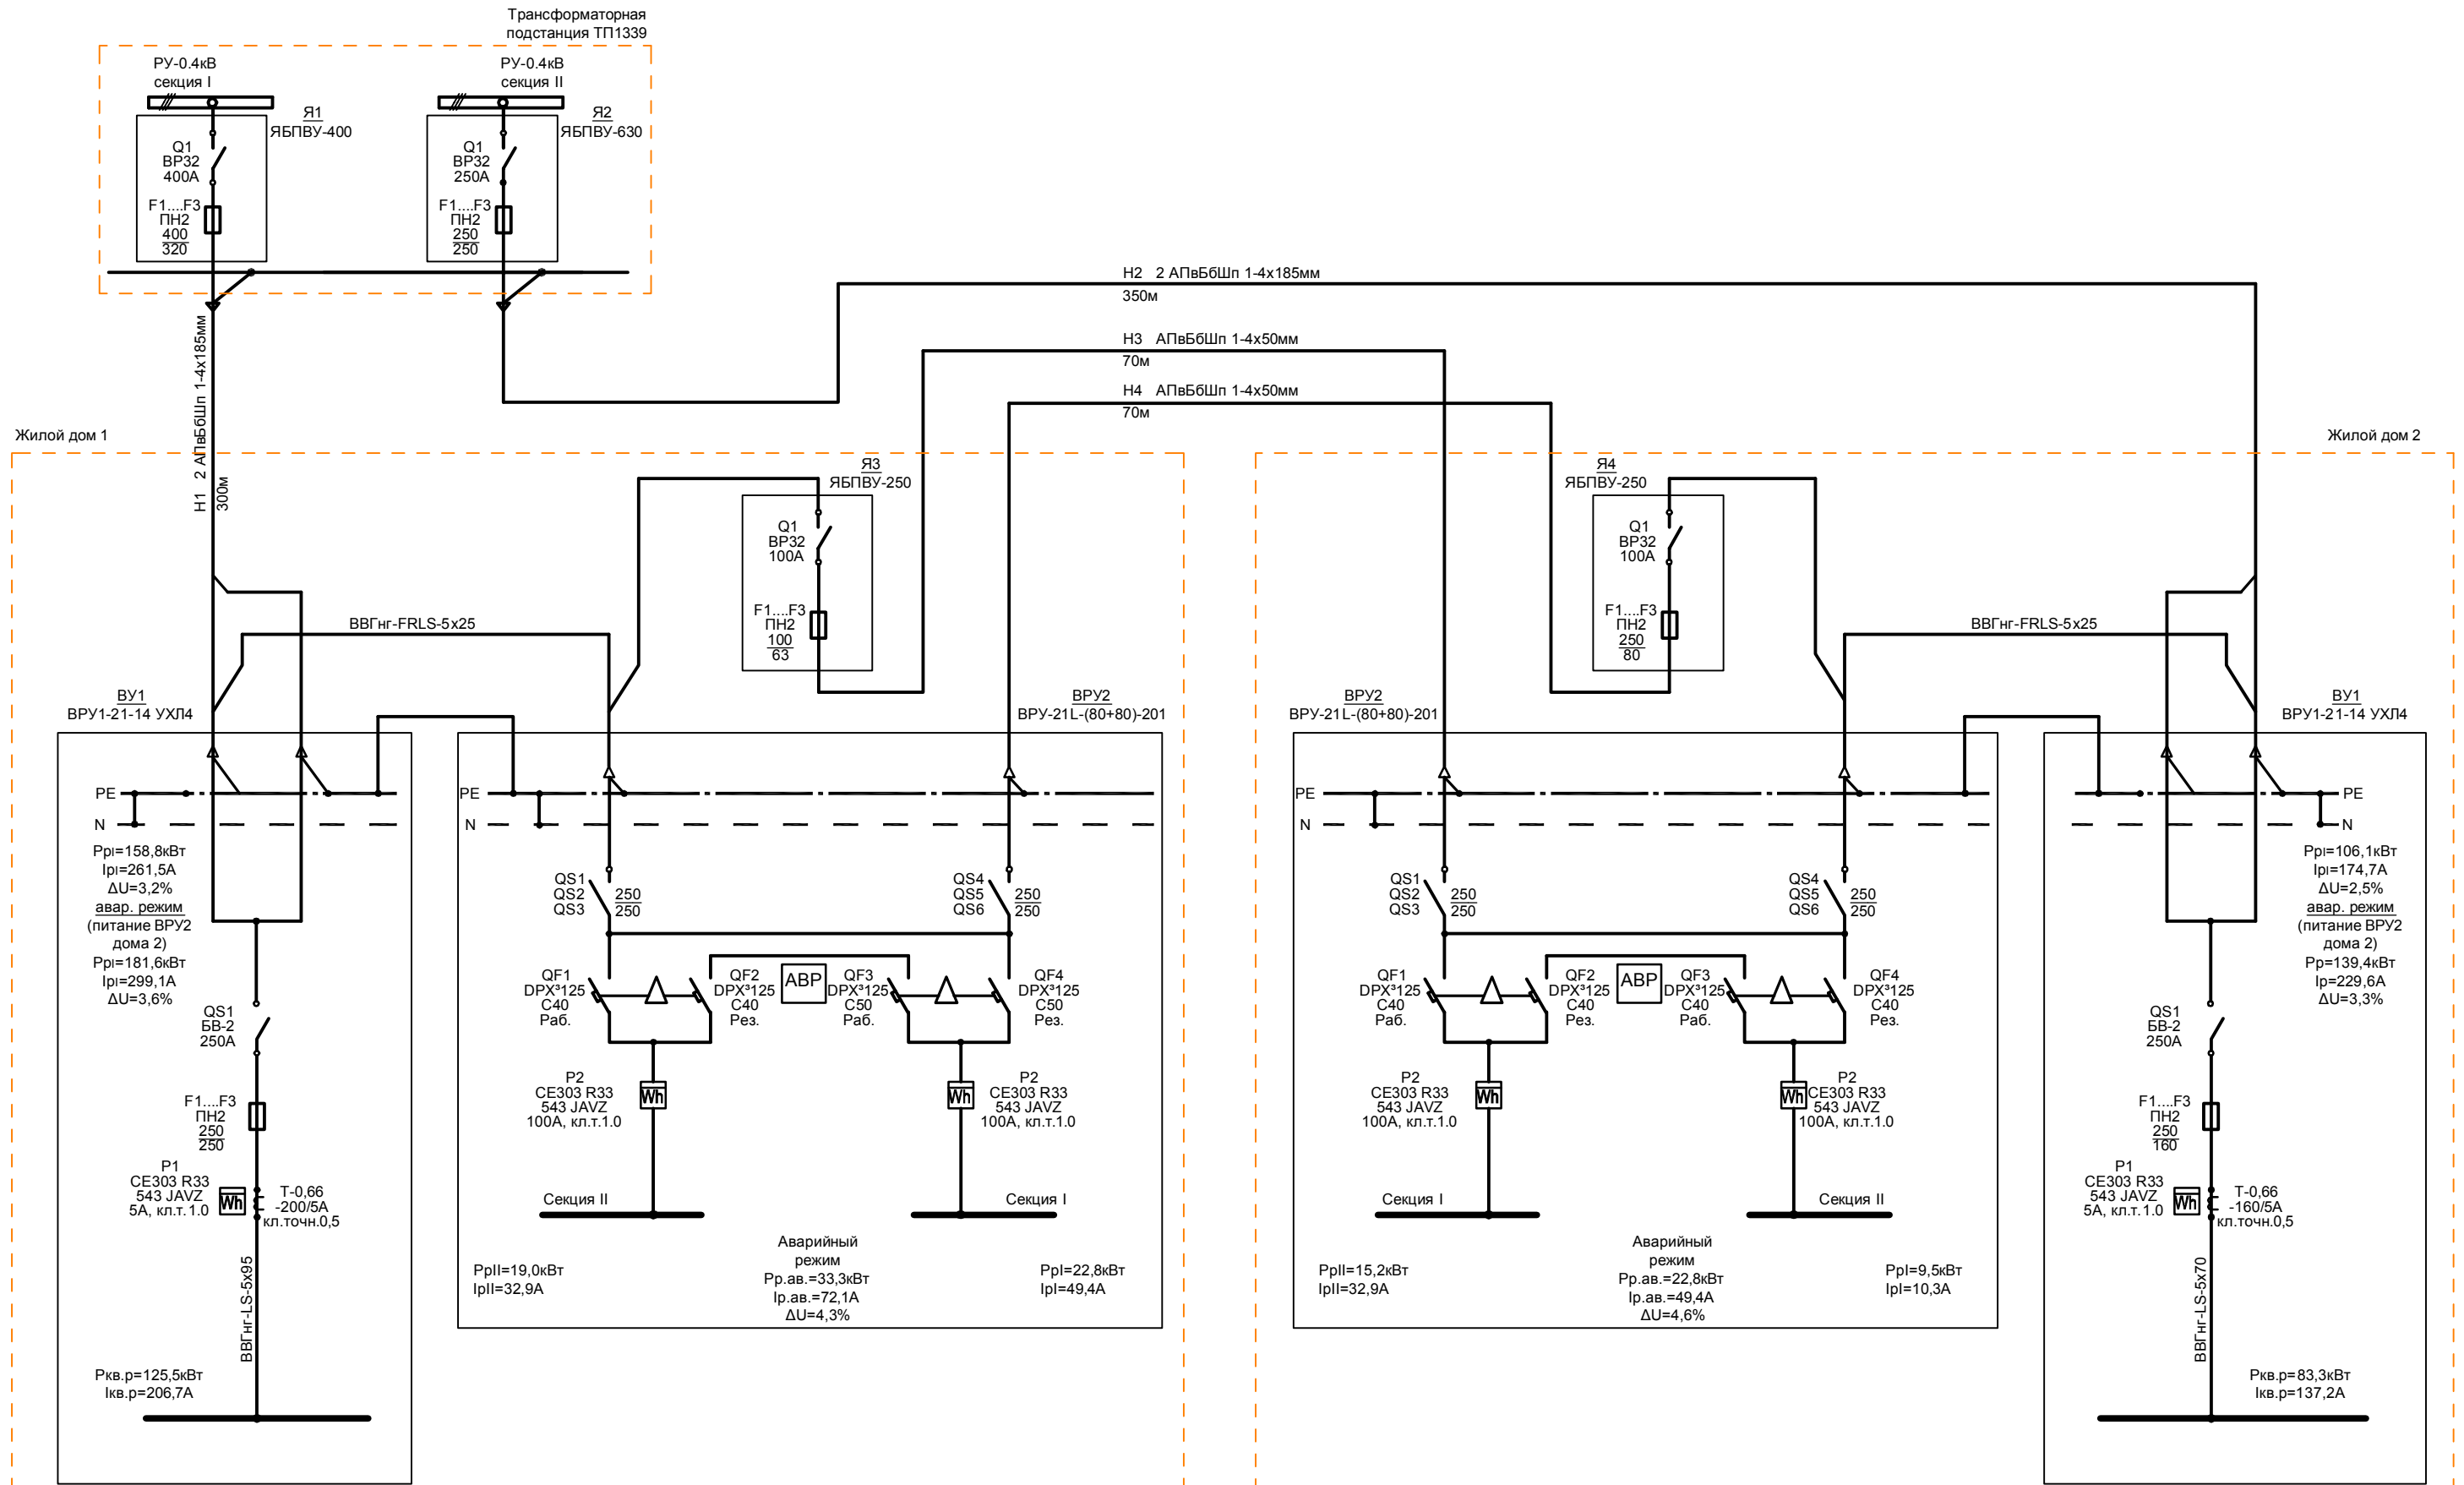 Трансформаторная
подстанция ТП1339
РУ-0.4кВ
секция I
РУ-0.4кВ
секция II
Я1
ЯБПВУ-400
Q1
ВР32
400А
F1....F3
ПН2
400
320
Я2
ЯБПВУ-630
Q1
ВР32
250А
F1....F3
ПН2
250
250
Н1 2 АПвБбШп 1-4х185мм
300м
Н2 2 АПвБбШп 1-4х185мм
350м
Н3 АПвБбШп 1-4х50мм
70м
Н4 АПвБбШп 1-4х50мм
70м
Жилой дом 1
Жилой дом 2
Я3
ЯБПВУ-250
Q1
ВР32
100А
F1....F3
ПН2
100
63
Я4
ЯБПВУ-250
Q1
ВР32
100А
F1....F3
ПН2
250
80
ВВГнг-FRLS-5х25
ВВГнг-FRLS-5х25
ВУ1
ВРУ1-21-14 УХЛ4
PE
N
Ррı=158,8кВт
Iрı=261,5А
ΔU=3,2%
авар. режим
(питание ВРУ2
дома 2)
Ррı=181,6кВт
Iрı=299,1А
ΔU=3,6%
QS1
БВ-2
250А
F1....F3
ПН2
250
250
Р1
СЕ303 R33
543 JAVZ
5А, кл.т.1.0
Wh
Т-0,66
-200/5А
кл.точн.0,5
ВВГнг-LS-5х95
Ркв.р=125,5кВт
Iкв.р=206,7А
ВРУ2
ВРУ-21L-(80+80)-201
PE
N
QS1
QS2
QS3
250
250
QS4
QS5
QS6
250
250
QF1
DPX³125
C40
Раб.
QF2
DPX³125
C40
Рез.
АВР
QF3
DPX³125
C50
Раб.
QF4
DPX³125
C50
Рез.
Р2
СЕ303 R33
543 JAVZ
100А, кл.т.1.0
Wh
Wh
Р2
СЕ303 R33
543 JAVZ
100А, кл.т.1.0
Секция II
Секция I
РрII=19,0кВт
IрII=32,9А
Аварийный
режим
Рр.ав.=33,3кВт
Iр.ав.=72,1А
ΔU=4,3%
РрI=22,8кВт
IрI=49,4А
ВРУ2
ВРУ-21L-(80+80)-201
PE
N
QS1
QS2
QS3
250
250
QS4
QS5
QS6
250
250
QF1
DPX³125
C40
Раб.
QF2
DPX³125
C40
Рез.
АВР
QF3
DPX³125
C40
Раб.
QF4
DPX³125
C40
Рез.
Р2
СЕ303 R33
543 JAVZ
100А, кл.т.1.0
Wh
Wh
Р2
СЕ303 R33
543 JAVZ
100А, кл.т.1.0
Секция I
Секция II
РрII=15,2кВт
IрII=32,9А
Аварийный
режим
Рр.ав.=22,8кВт
Iр.ав.=49,4А
ΔU=4,6%
РрI=9,5кВт
IрI=10,3А
ВУ1
ВРУ1-21-14 УХЛ4
PE
N
Ррı=106,1кВт
Iрı=174,7А
ΔU=2,5%
авар. режим
(питание ВРУ2
дома 2)
Рр=139,4кВт
Iр=229,6А
ΔU=3,3%
QS1
БВ-2
250А
F1....F3
ПН2
250
160
Р1
СЕ303 R33
543 JAVZ
5А, кл.т.1.0
Wh
Т-0,66
-160/5А
кл.точн.0,5
ВВГнг-LS-5х70
Ркв.р=83,3кВт
Iкв.р=137,2А